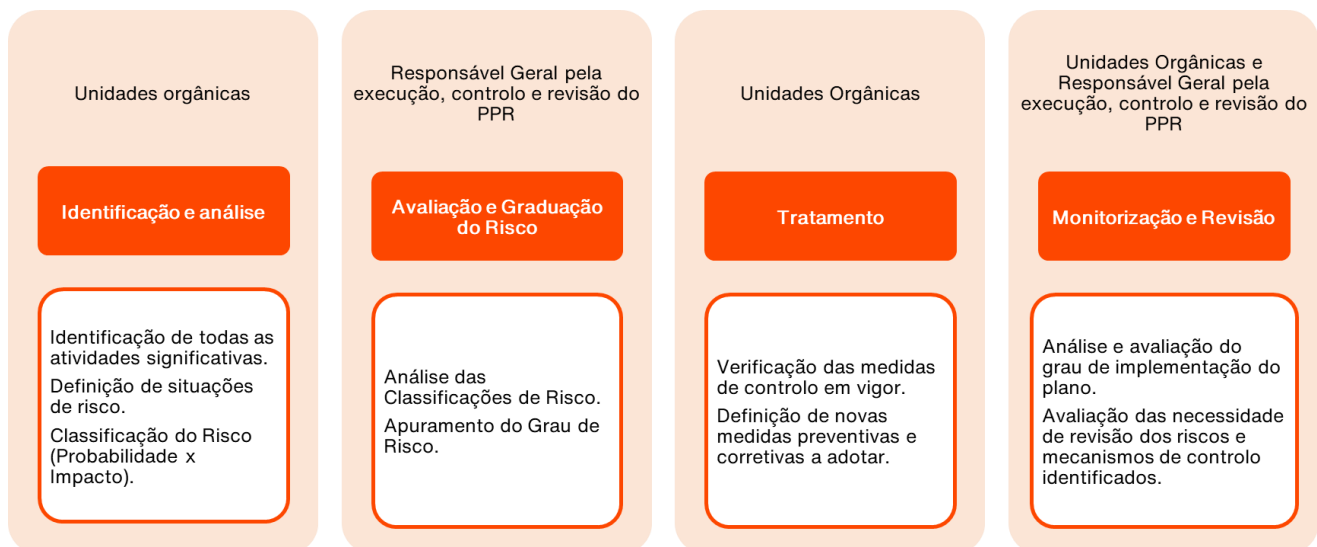 Unidades orgânicas
Identificação e análise
Identificação de todas as
atividades significativas.
Definição de situações
de risco.
Classificação do Risco
(Probabilidade x
Impacto).
Responsável Geral pela
execução, controlo e revisão do
PPR
Avaliação e Graduação
do Risco
Análise das
Classificações de Risco.
Apuramento do Grau de
Risco.
Unidades Orgânicas
Tratamento
Verificação das medidas
de controlo em vigor.
Definição de novas
medidas preventivas e
corretivas a adotar.
Unidades Orgânicas e
Responsável Geral pela
execução, controlo e revisão do
PPR
Monitorização e Revisão
Análise e avaliação do
grau de implementação do
plano.
Avaliação das necessidade
de revisão dos riscos e
mecanismos de controlo
identificados.